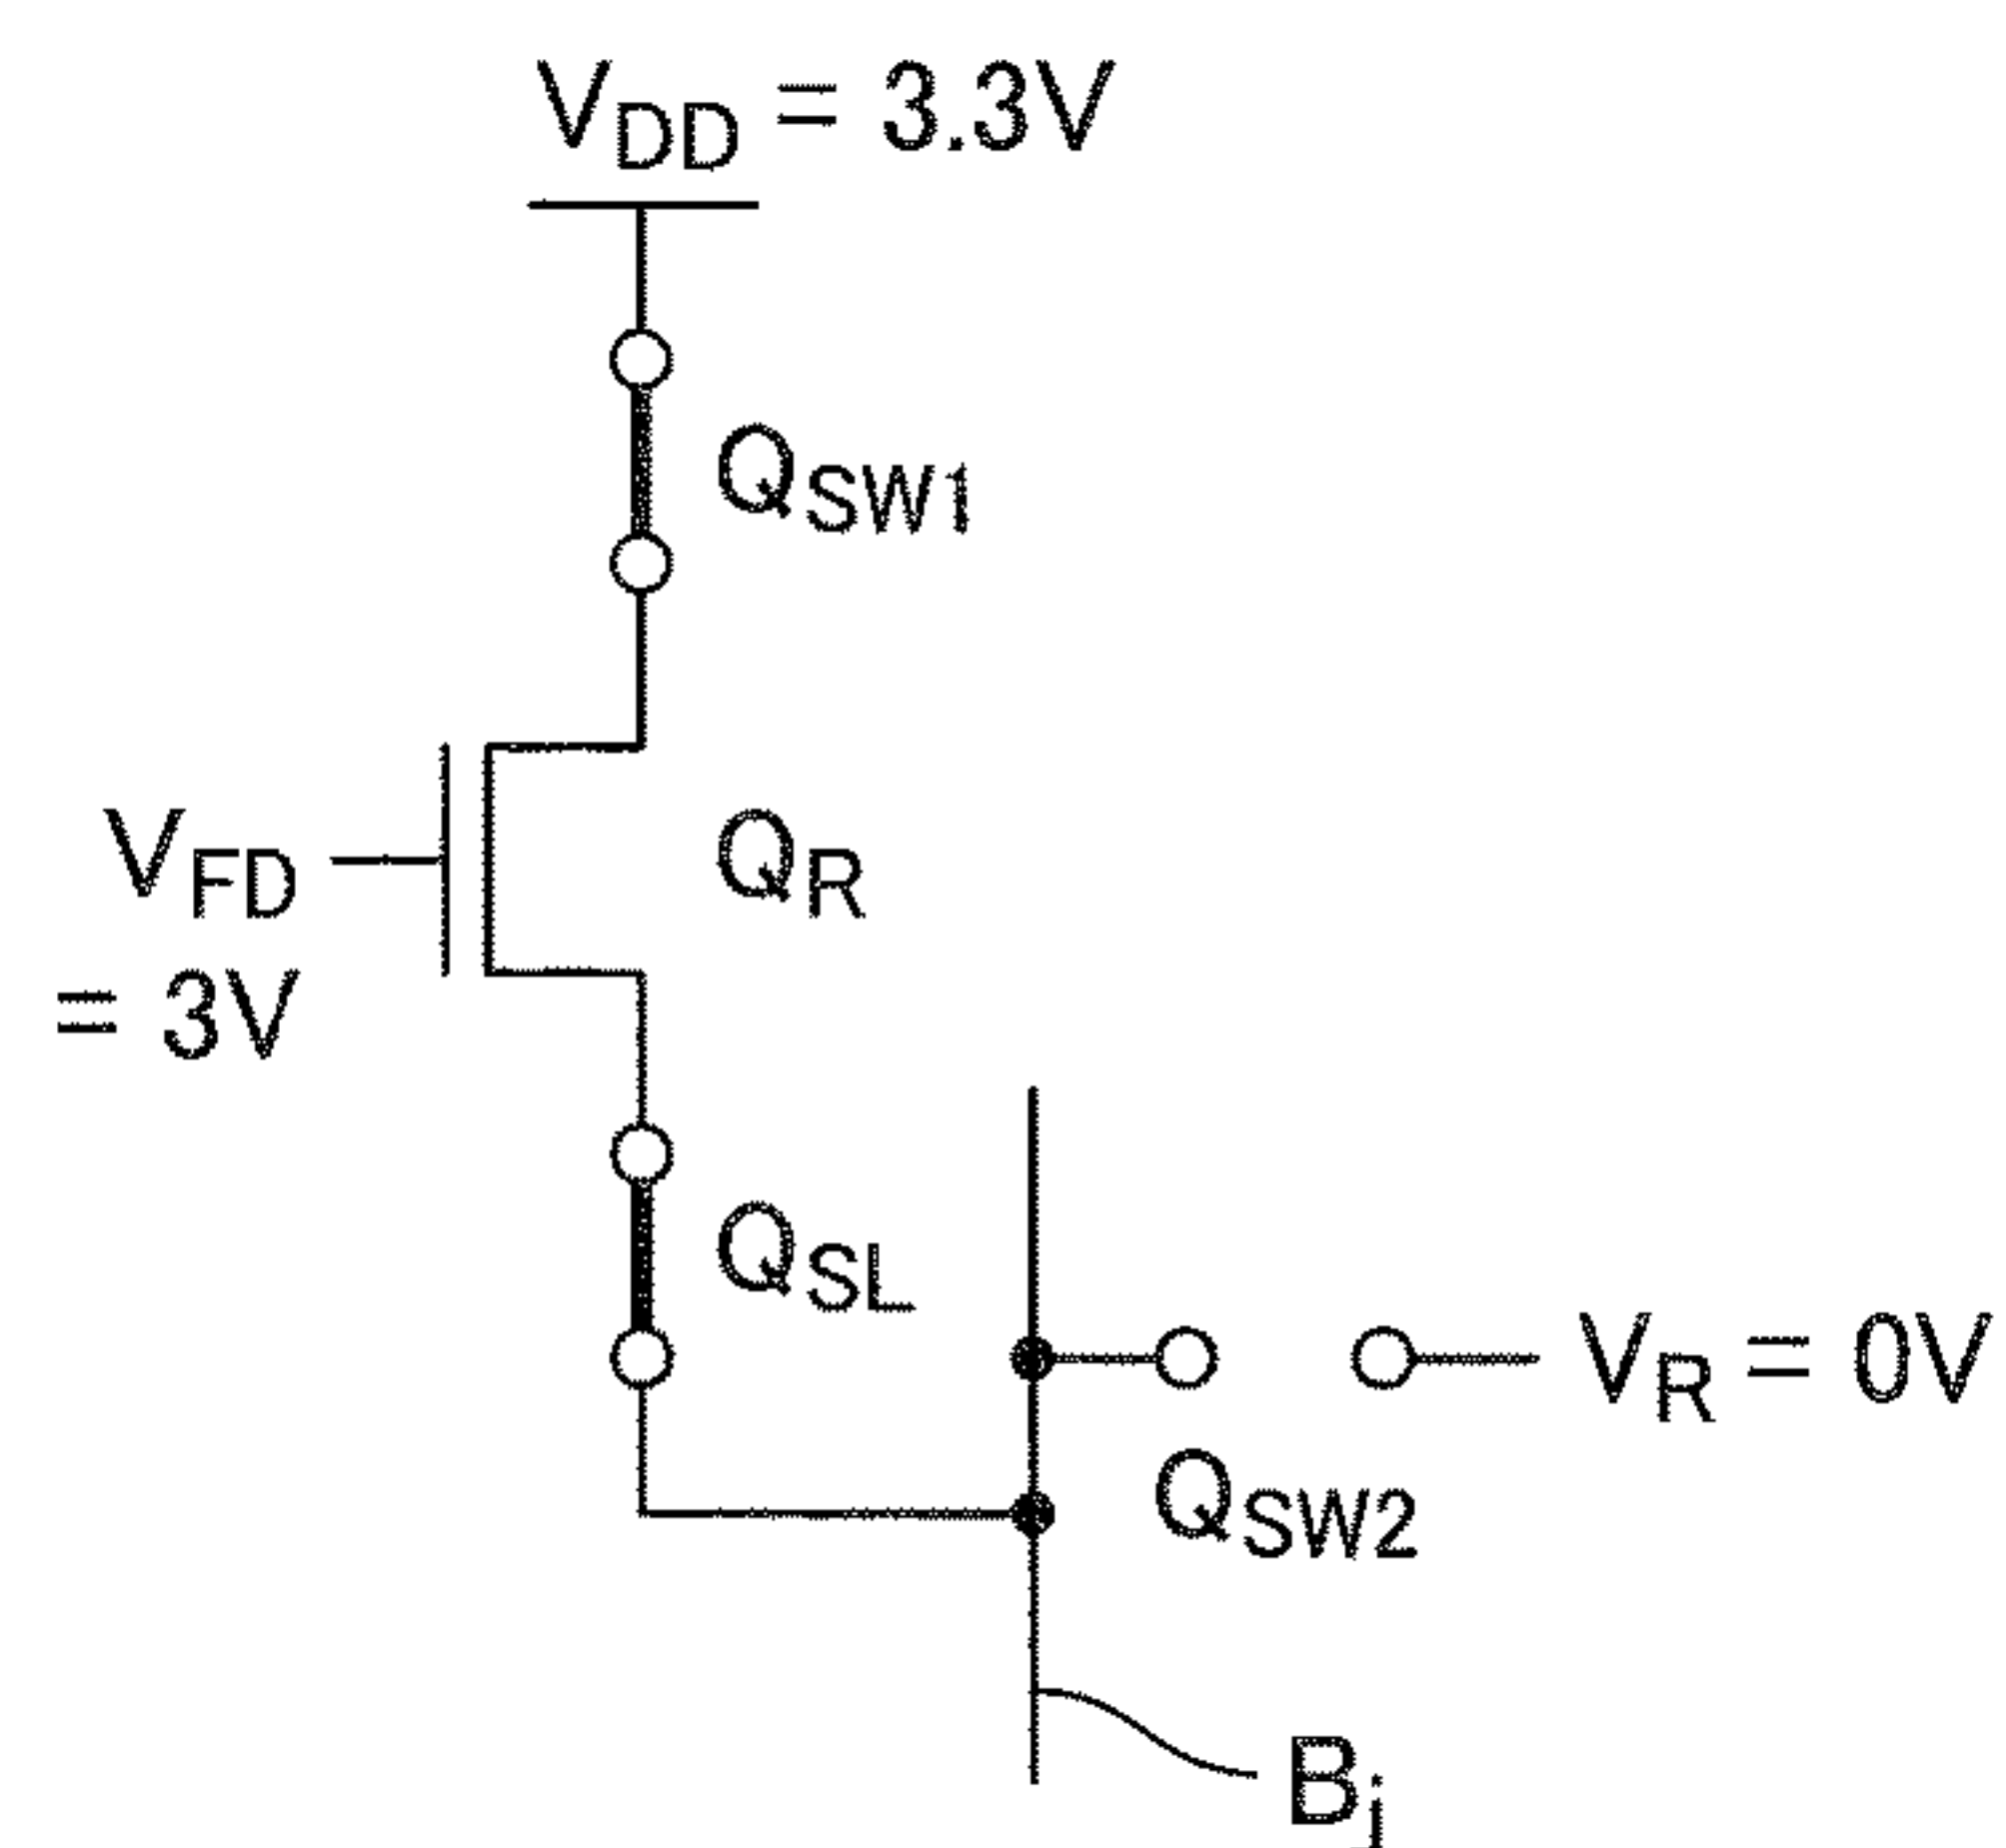 VDD = 3.3V
QSW1
VFD
= 3V
QR
QSL
VR = 0V
QSW2
Bj